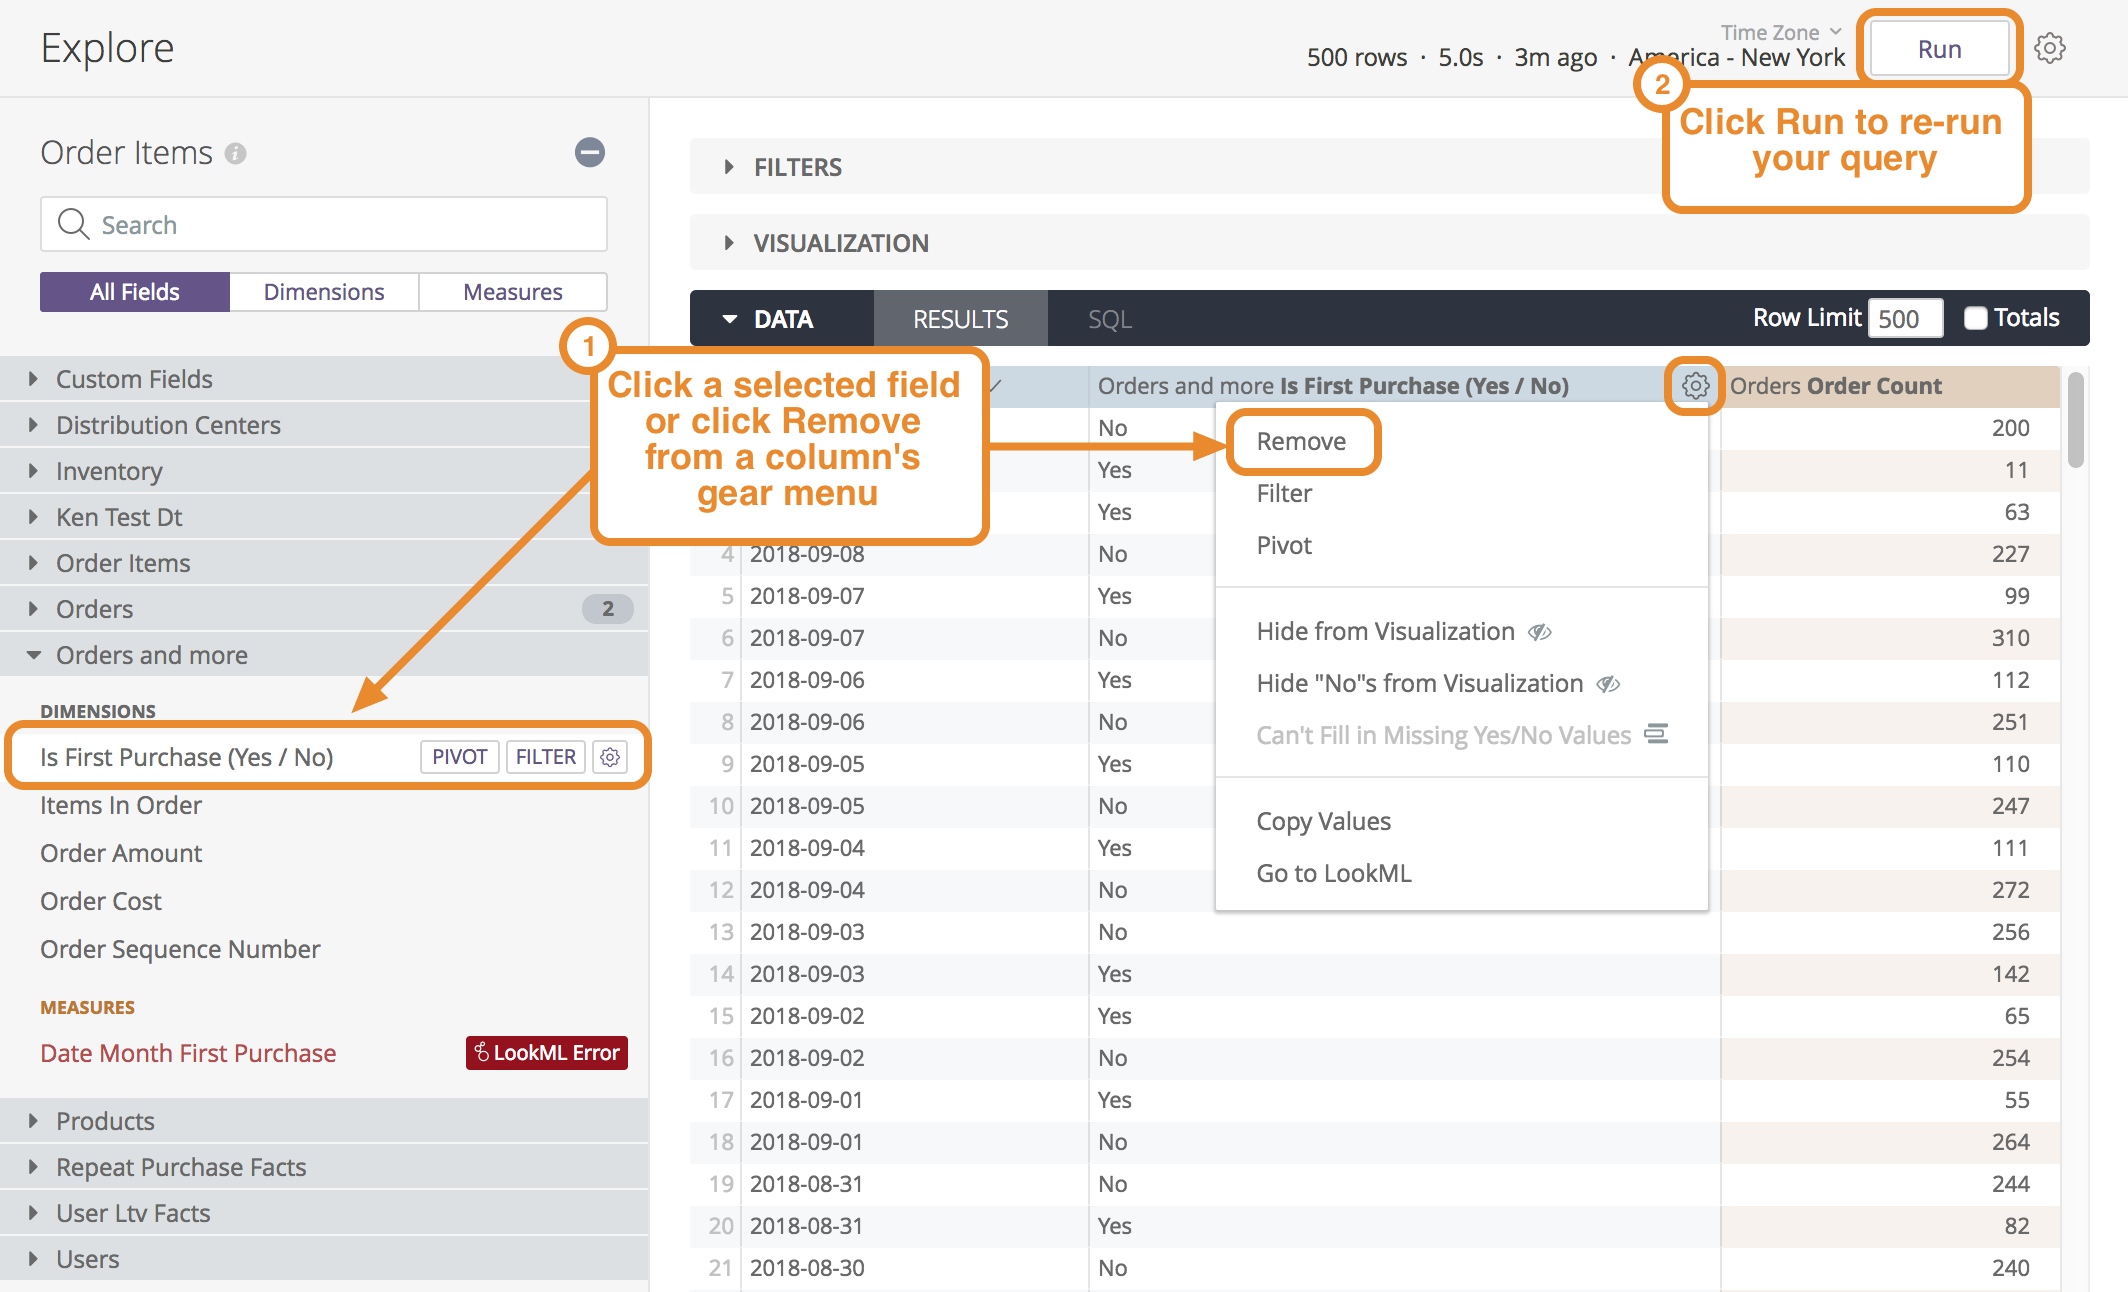 Explore
500 rows · 5.0s · 3m ago ·
Time Zone
America - New York
Run
2
Click Run to re-run
your query
Order Items
Search
All Fields Dimensions Measures
Custom Fields
Distribution Centers
Inventory
Ken Test Dt
Order Items
Orders 2
Orders and more
DIMENSIONS
Is First Purchase (Yes / No) PIVOT FILTER
Items In Order
Order Amount
Order Cost
Order Sequence Number
MEASURES
Date Month First Purchase LookML Error
Products
Repeat Purchase Facts
User Ltv Facts
Users
1
Click a selected field
or click Remove
from a column's
gear menu
FILTERS
VISUALIZATION
DATA RESULTS SQL Row Limit 500 Totals
Orders and more Is First Purchase (Yes / No) Orders Order Count
No 200
Yes 11
Yes 63
4 2018-09-08 No 227
5 2018-09-07 Yes 99
6 2018-09-07 No 310
7 2018-09-06 Yes 112
8 2018-09-06 No 251
9 2018-09-05 Yes 110
10 2018-09-05 No 247
11 2018-09-04 Yes 111
12 2018-09-04 No 272
13 2018-09-03 No 256
14 2018-09-03 Yes 142
15 2018-09-02 Yes 65
16 2018-09-02 No 254
17 2018-09-01 Yes 55
18 2018-09-01 No 264
19 2018-08-31 No 244
20 2018-08-31 Yes 82
21 2018-08-30 No 240
Remove
Filter
Pivot
Hide from Visualization
Hide "No"s from Visualization
Can't Fill in Missing Yes/No Values
Copy Values
Go to LookML